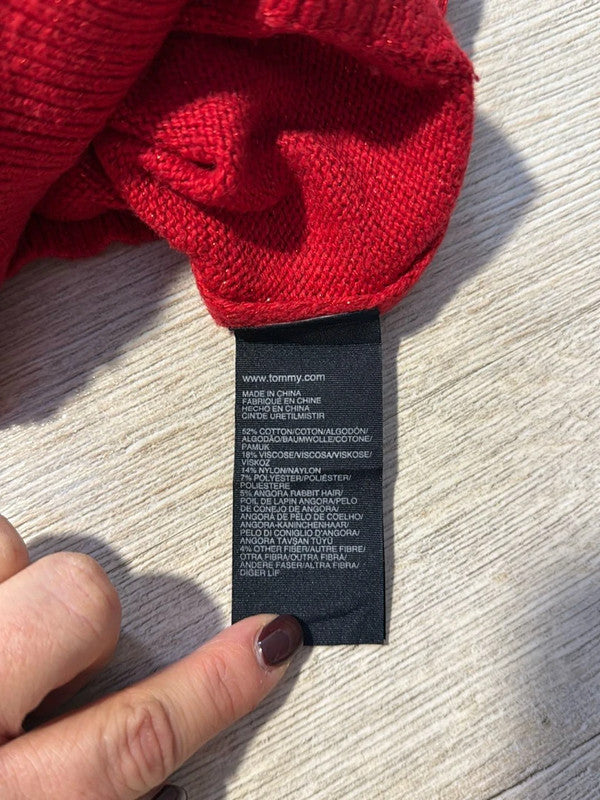 www.tommy.com
MADE IN CHINA
FABRIQUÉ EN CHINE
HECHO EN CHINA
ÇİN'DE ÜRETİLMİŞTİR
52% COTTON/COTON/ALGODÓN/
ALGODÃO/BAUMWOLLE/COTONE/
PAMUK
18% VISCOSE/VISCOSA/VISKOSE/
VİSKOZ
14% NYLON/NAYLON
7% POLYESTER/POLIÉSTER/
POLIESTERE
5% ANGORA RABBIT HAIR/
POIL DE LAPIN ANGORA/PELO
DE CONEJO DE ANGORA/
ANGORÁ DE PELO DE COELHO/
ANGORA-KANINCHENHAAR/
PELO DI CONIGLIO D'ANGORA/
ANGORA TAVŞAN TÜYÜ
4% OTHER FIBER/AUTRE FIBRE/
OTRA FIBRA/OUTRA FIBRA/
ANDERE FASER/ALTRA FIBRA/
DİĞER LİF